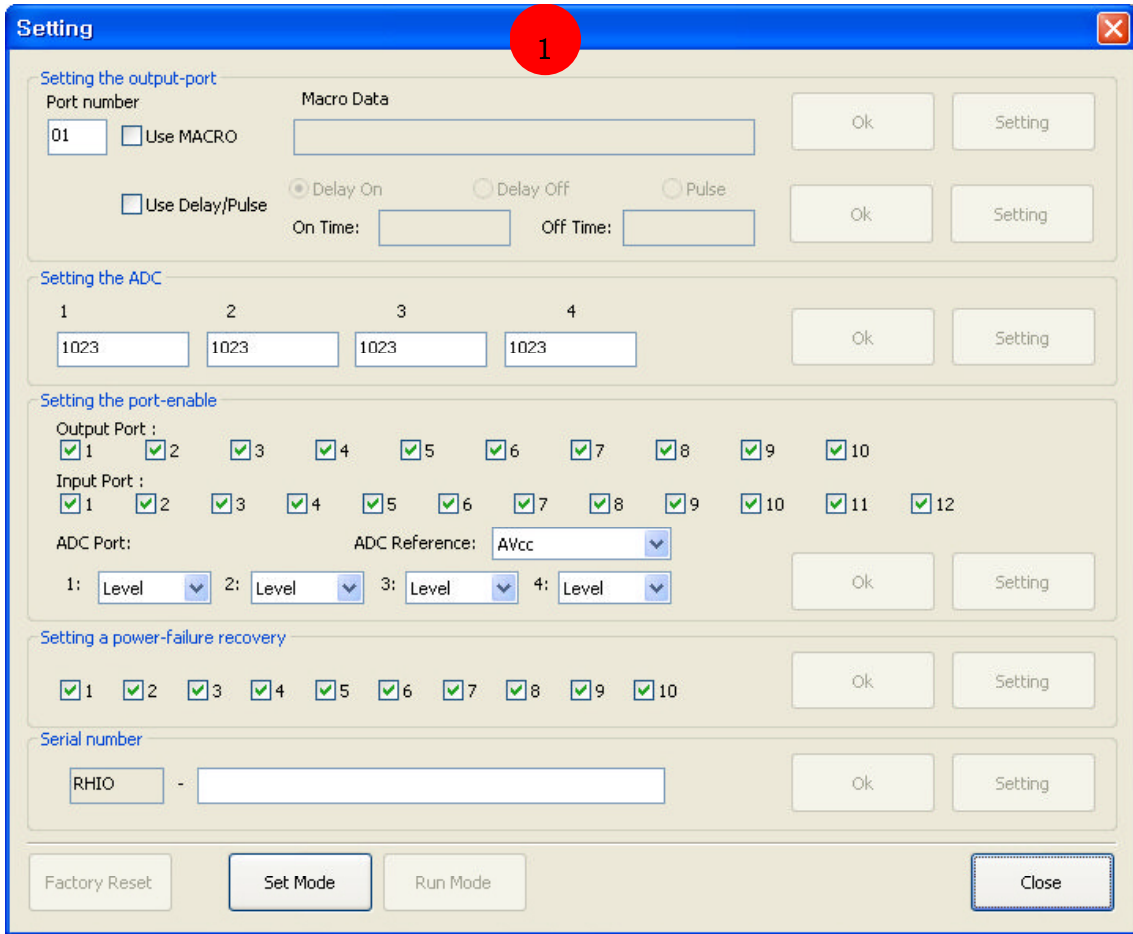 Setting
1
Setting the output-port
Port number
Macro Data
01
Use MACRO
Ok
Setting
Use Delay/Pulse
Delay On
Delay Off
Pulse
On Time:
Off Time:
Ok
Setting
Setting the ADC
1 2 3 4
1023 1023 1023 1023
Ok
Setting
Setting the port-enable
Output Port :
1 2 3 4 5 6 7 8 9 10
Input Port :
1 2 3 4 5 6 7 8 9 10 11 12
ADC Port:
ADC Reference: AVcc
1: Level 2: Level 3: Level 4: Level
Ok
Setting
Setting a power-failure recovery
1 2 3 4 5 6 7 8 9 10
Ok
Setting
Serial number
RHIO -
Ok
Setting
Factory Reset
Set Mode
Run Mode
Close